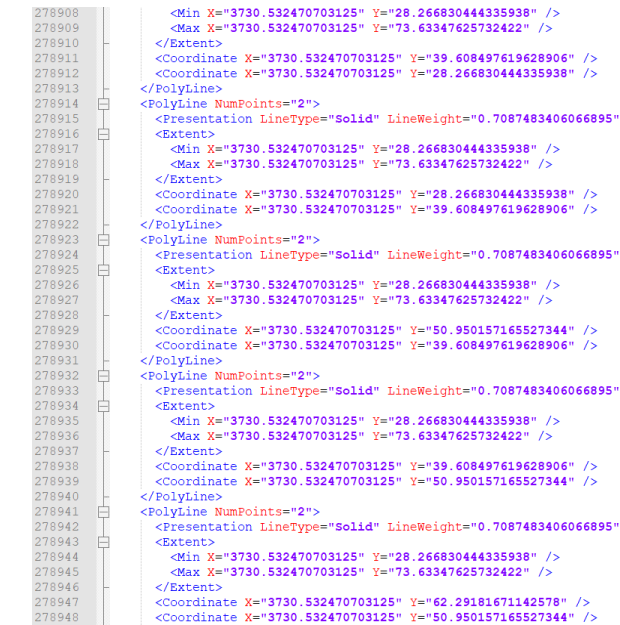 278908 <Min X="3730.532470703125" Y="28.266830444335938" />
278909 <Max X="3730.532470703125" Y="73.63347625732422" />
278910 </Extent>
278911 <Coordinate X="3730.532470703125" Y="39.608497619628906" />
278912 <Coordinate X="3730.532470703125" Y="28.266830444335938" />
278913 </PolyLine>
278914 <PolyLine NumPoints="2">
278915 <Presentation LineType="Solid" LineWeight="0.7087483406066895"
278916 <Extent>
278917 <Min X="3730.532470703125" Y="28.266830444335938" />
278918 <Max X="3730.532470703125" Y="73.63347625732422" />
278919 </Extent>
278920 <Coordinate X="3730.532470703125" Y="28.266830444335938" />
278921 <Coordinate X="3730.532470703125" Y="39.608497619628906" />
278922 </PolyLine>
278923 <PolyLine NumPoints="2">
278924 <Presentation LineType="Solid" LineWeight="0.7087483406066895"
278925 <Extent>
278926 <Min X="3730.532470703125" Y="28.266830444335938" />
278927 <Max X="3730.532470703125" Y="73.63347625732422" />
278928 </Extent>
278929 <Coordinate X="3730.532470703125" Y="50.950157165527344" />
278930 <Coordinate X="3730.532470703125" Y="39.608497619628906" />
278931 </PolyLine>
278932 <PolyLine NumPoints="2">
278933 <Presentation LineType="Solid" LineWeight="0.7087483406066895"
278934 <Extent>
278935 <Min X="3730.532470703125" Y="28.266830444335938" />
278936 <Max X="3730.532470703125" Y="73.63347625732422" />
278937 </Extent>
278938 <Coordinate X="3730.532470703125" Y="39.608497619628906" />
278939 <Coordinate X="3730.532470703125" Y="50.950157165527344" />
278940 </PolyLine>
278941 <PolyLine NumPoints="2">
278942 <Presentation LineType="Solid" LineWeight="0.7087483406066895"
278943 <Extent>
278944 <Min X="3730.532470703125" Y="28.266830444335938" />
278945 <Max X="3730.532470703125" Y="73.63347625732422" />
278946 </Extent>
278947 <Coordinate X="3730.532470703125" Y="62.29181671142578" />
278948 <Coordinate X="3730.532470703125" Y="50.950157165527344" />